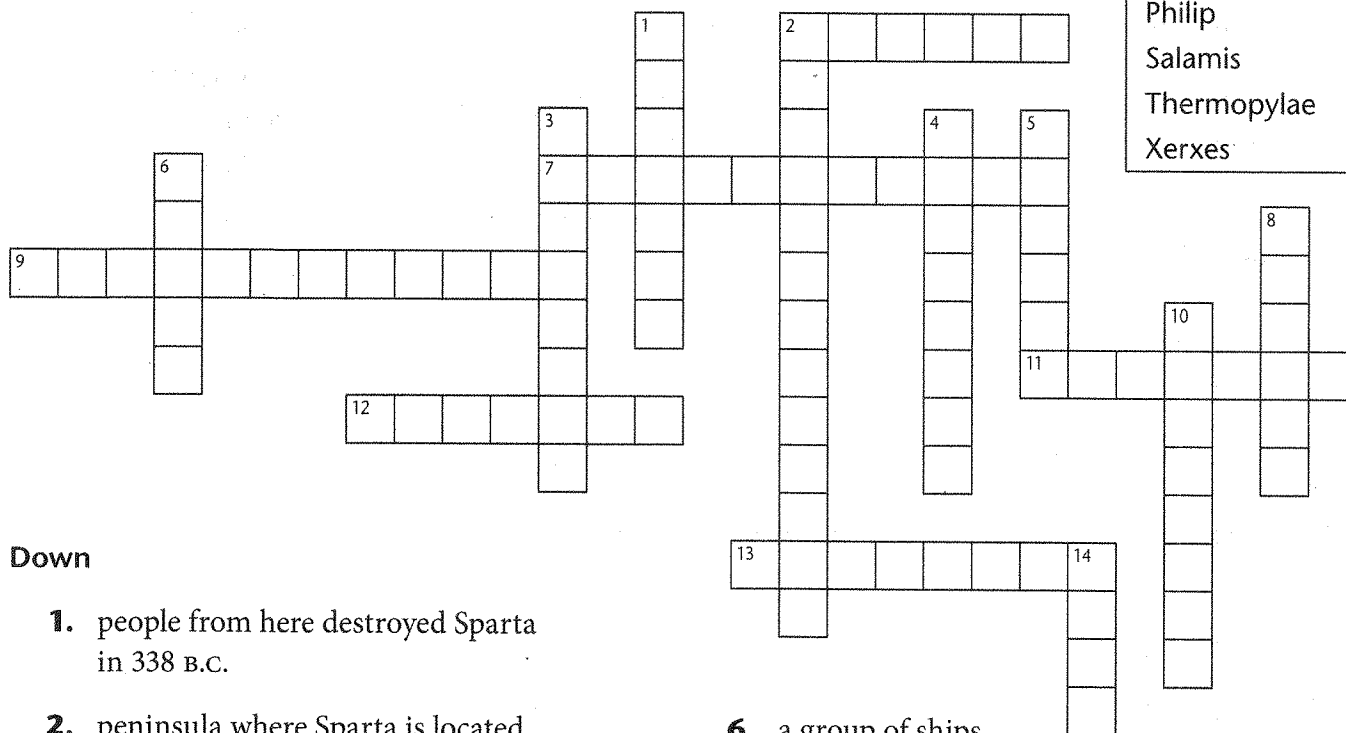 1
2
Philip
Salamis
Thermopylae
Xerxes
3
4
5
6
7
8
9
10
11
12
13
14
Down
1. people from here destroyed Sparta
in 338 B.C.
2. peninsula where Sparta is located
6. a group of ships